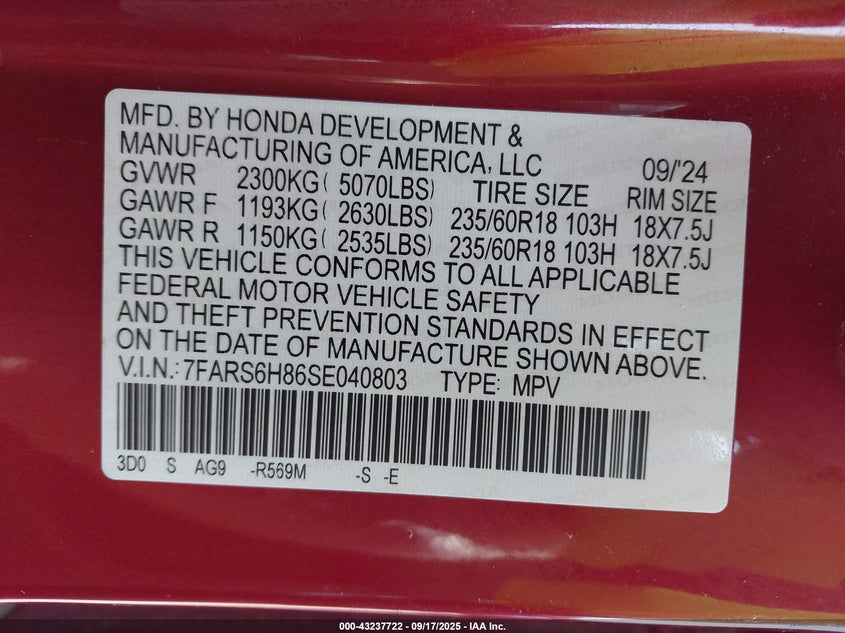 MFD. BY HONDA DEVELOPMENT &
MANUFACTURING OF AMERICA, LLC 09/'24
GVWR 2300KG( 5070LBS) TIRE SIZE RIM SIZE
GAWR F 1193KG( 2630LBS) 235/60R18 103H 18X7.5J
GAWR R 1150KG( 2535LBS) 235/60R18 103H 18X7.5J
THIS VEHICLE CONFORMS TO ALL APPLICABLE
FEDERAL MOTOR VEHICLE SAFETY
AND THEFT PREVENTION STANDARDS IN EFFECT
ON THE DATE OF MANUFACTURE SHOWN ABOVE.
V.I.N.: 7FARS6H86SE040803 TYPE: MPV
3D0 S AG9 -R569M -S -E
000-43237722 - 09/17/2025 - IAA Inc.